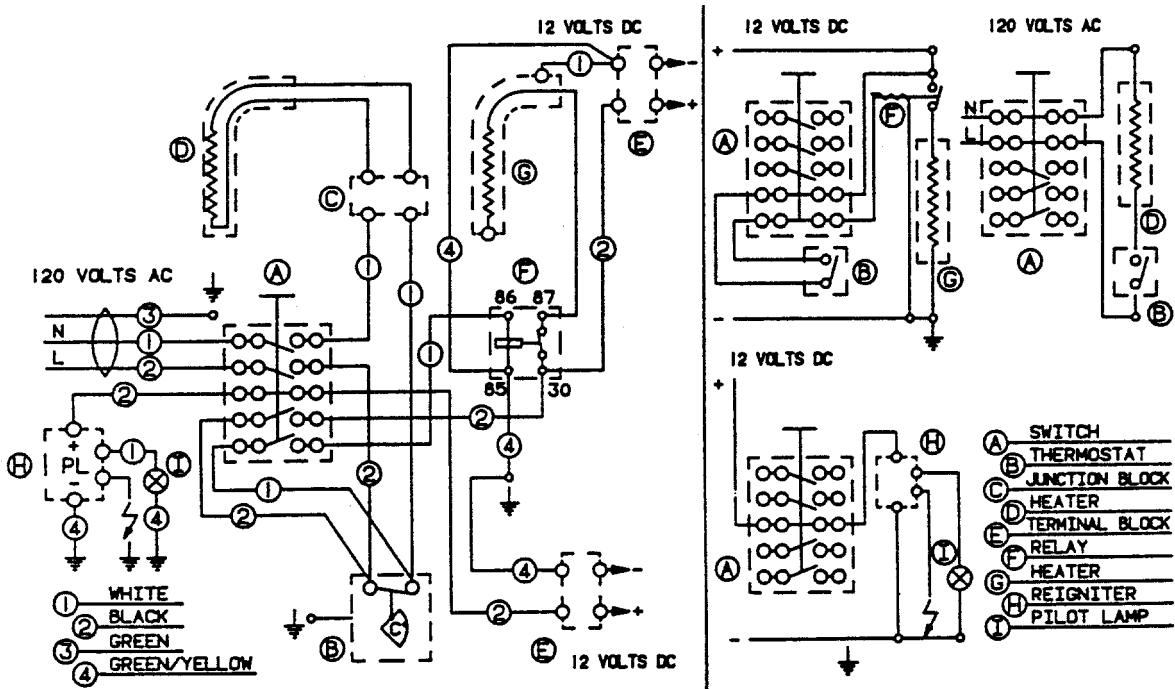 12 VOLTS DC
1
-
+
2
E
D
C
G
4
2
120 VOLTS AC
A
1
1
F
86 87
3
N
1
L
2
1
85 30
2
2
4
H
+
PL
-
1
I
4
4
1
2
2
4
2
-
+
B
C
E
12 VOLTS DC
1 WHITE
2 BLACK
3 GREEN
4 GREEN/YELLOW
12 VOLTS DC
+
A
F
B
G
-
120 VOLTS AC
N
L
A
D
B
12 VOLTS DC
+
H
A
I
-
A SWITCH
B THERMOSTAT
C JUNCTION BLOCK
D HEATER
E TERMINAL BLOCK
F RELAY
G HEATER
H REIGNITER
I PILOT LAMP